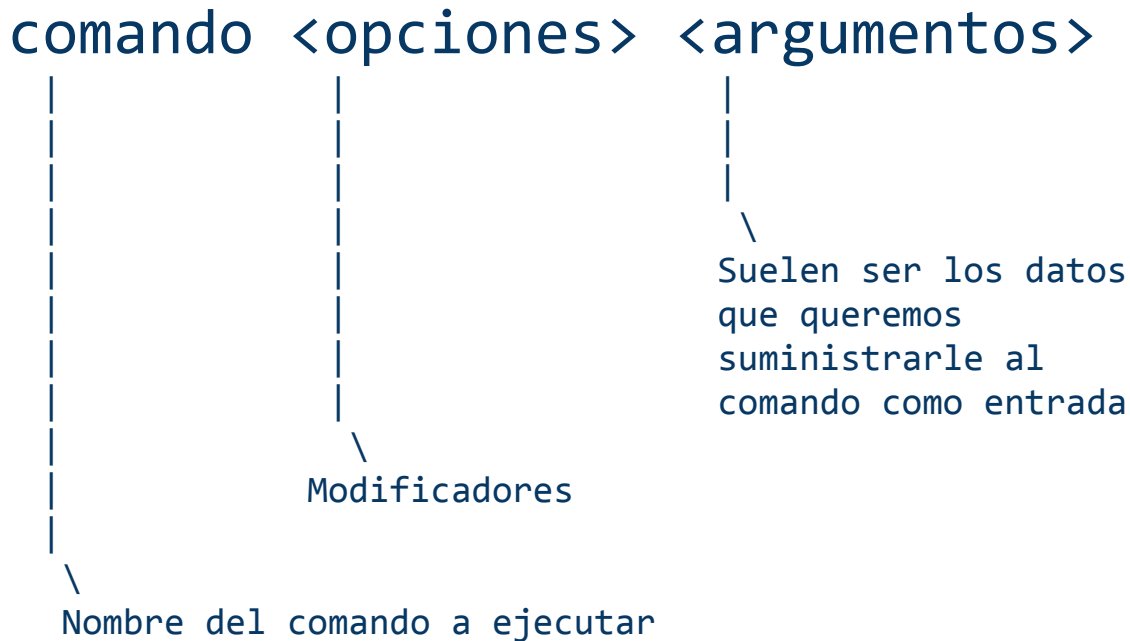 comando <opciones> <argumentos>
Suelen ser los datos
que queremos
suministrarle al
comando como entrada
Modificadores
Nombre del comando a ejecutar